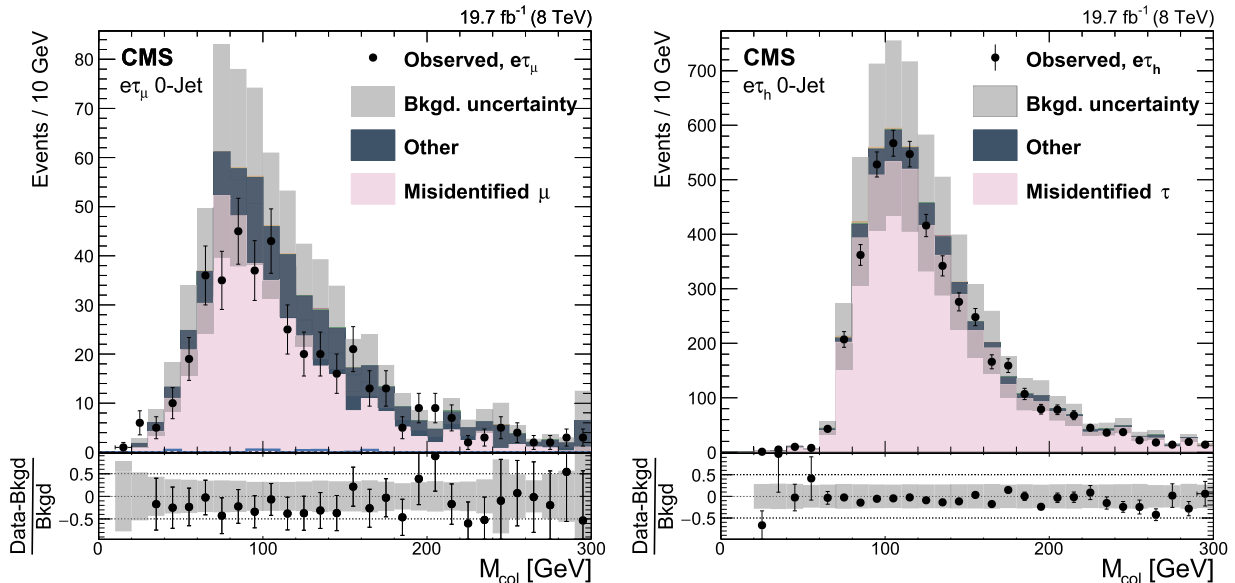 19.7 fb⁻¹ (8 TeV)
CMS
eτμ 0-Jet
Observed, eτμ
Bkgd. uncertainty
Other
Misidentified μ
Events / 10 GeV
80
70
60
50
40
30
20
10
0
Data-Bkgd
Bkgd
0.5
0
−0.5
0 100 200 300
M_col [GeV]
19.7 fb⁻¹ (8 TeV)
CMS
eτh 0-Jet
Observed, eτh
Bkgd. uncertainty
Other
Misidentified τ
Events / 10 GeV
700
600
500
400
300
200
100
0
Data-Bkgd
Bkgd
0.5
0
−0.5
0 100 200 300
M_col [GeV]